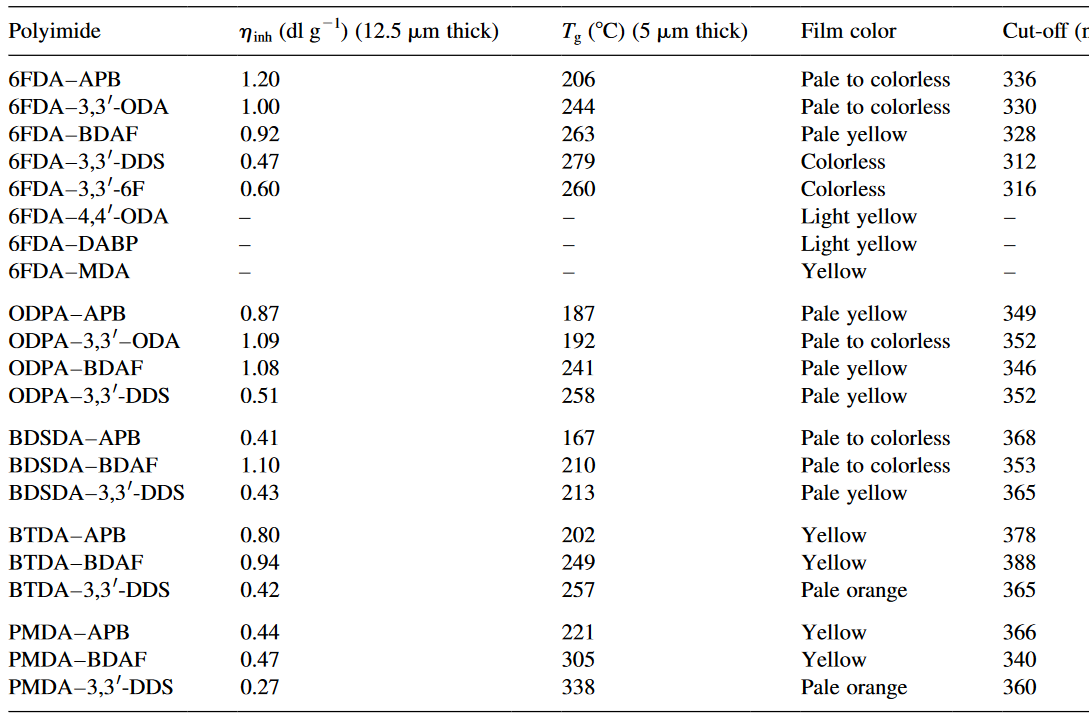 Polyimide η inh (dl g⁻¹) (12.5 μm thick) Tg (°C) (5 μm thick) Film color Cut-off (n
6FDA–APB 1.20 206 Pale to colorless 336
6FDA–3,3′-ODA 1.00 244 Pale to colorless 330
6FDA–BDAF 0.92 263 Pale yellow 328
6FDA–3,3′-DDS 0.47 279 Colorless 312
6FDA–3,3′-6F 0.60 260 Colorless 316
6FDA–4,4′-ODA – – Light yellow –
6FDA–DABP – – Light yellow –
6FDA–MDA – – Yellow –
ODPA–APB 0.87 187 Pale yellow 349
ODPA–3,3′–ODA 1.09 192 Pale to colorless 352
ODPA–BDAF 1.08 241 Pale yellow 346
ODPA–3,3′-DDS 0.51 258 Pale yellow 352
BDSDA–APB 0.41 167 Pale to colorless 368
BDSDA–BDAF 1.10 210 Pale to colorless 353
BDSDA–3,3′-DDS 0.43 213 Pale yellow 365
BTDA–APB 0.80 202 Yellow 378
BTDA–BDAF 0.94 249 Yellow 388
BTDA–3,3′-DDS 0.42 257 Pale orange 365
PMDA–APB 0.44 221 Yellow 366
PMDA–BDAF 0.47 305 Yellow 340
PMDA–3,3′-DDS 0.27 338 Pale orange 360